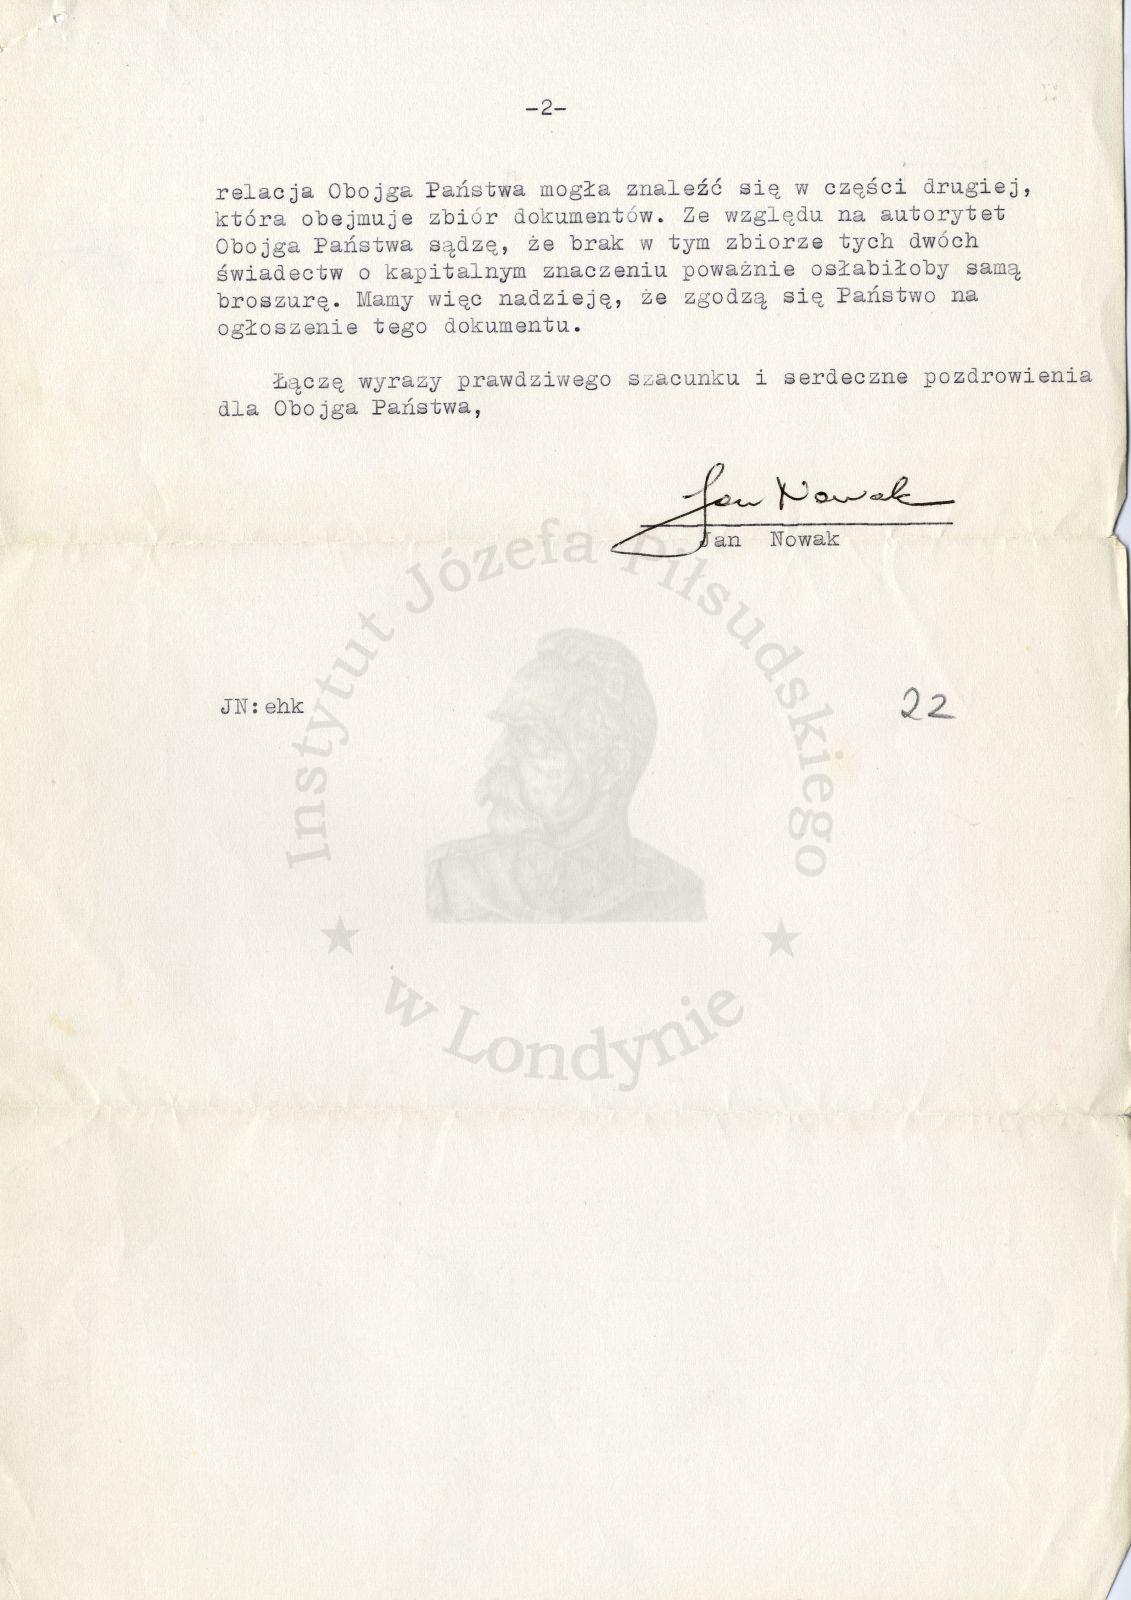 -2-
relacja Obojga Państwa mogła znaleźć się w części drugiej,
która obejmuje zbiór dokumentów. Ze względu na autorytet
Obojga Państwa sądzę, że brak w tym zbiorze tych dwóch
świadectw o kapitalnym znaczeniu poważnie osłabiłoby samą
broszurę. Mamy więc nadzieję, że zgodzą się Państwo na
ogłoszenie tego dokumentu.
Łączę wyrazy prawdziwego szacunku i serdeczne pozdrowienia
dla Obojga Państwa,
Jan Nowak
Jan Nowak
Instytut Józefa Piłsudskiego
JN:ehk
22
w Londynie